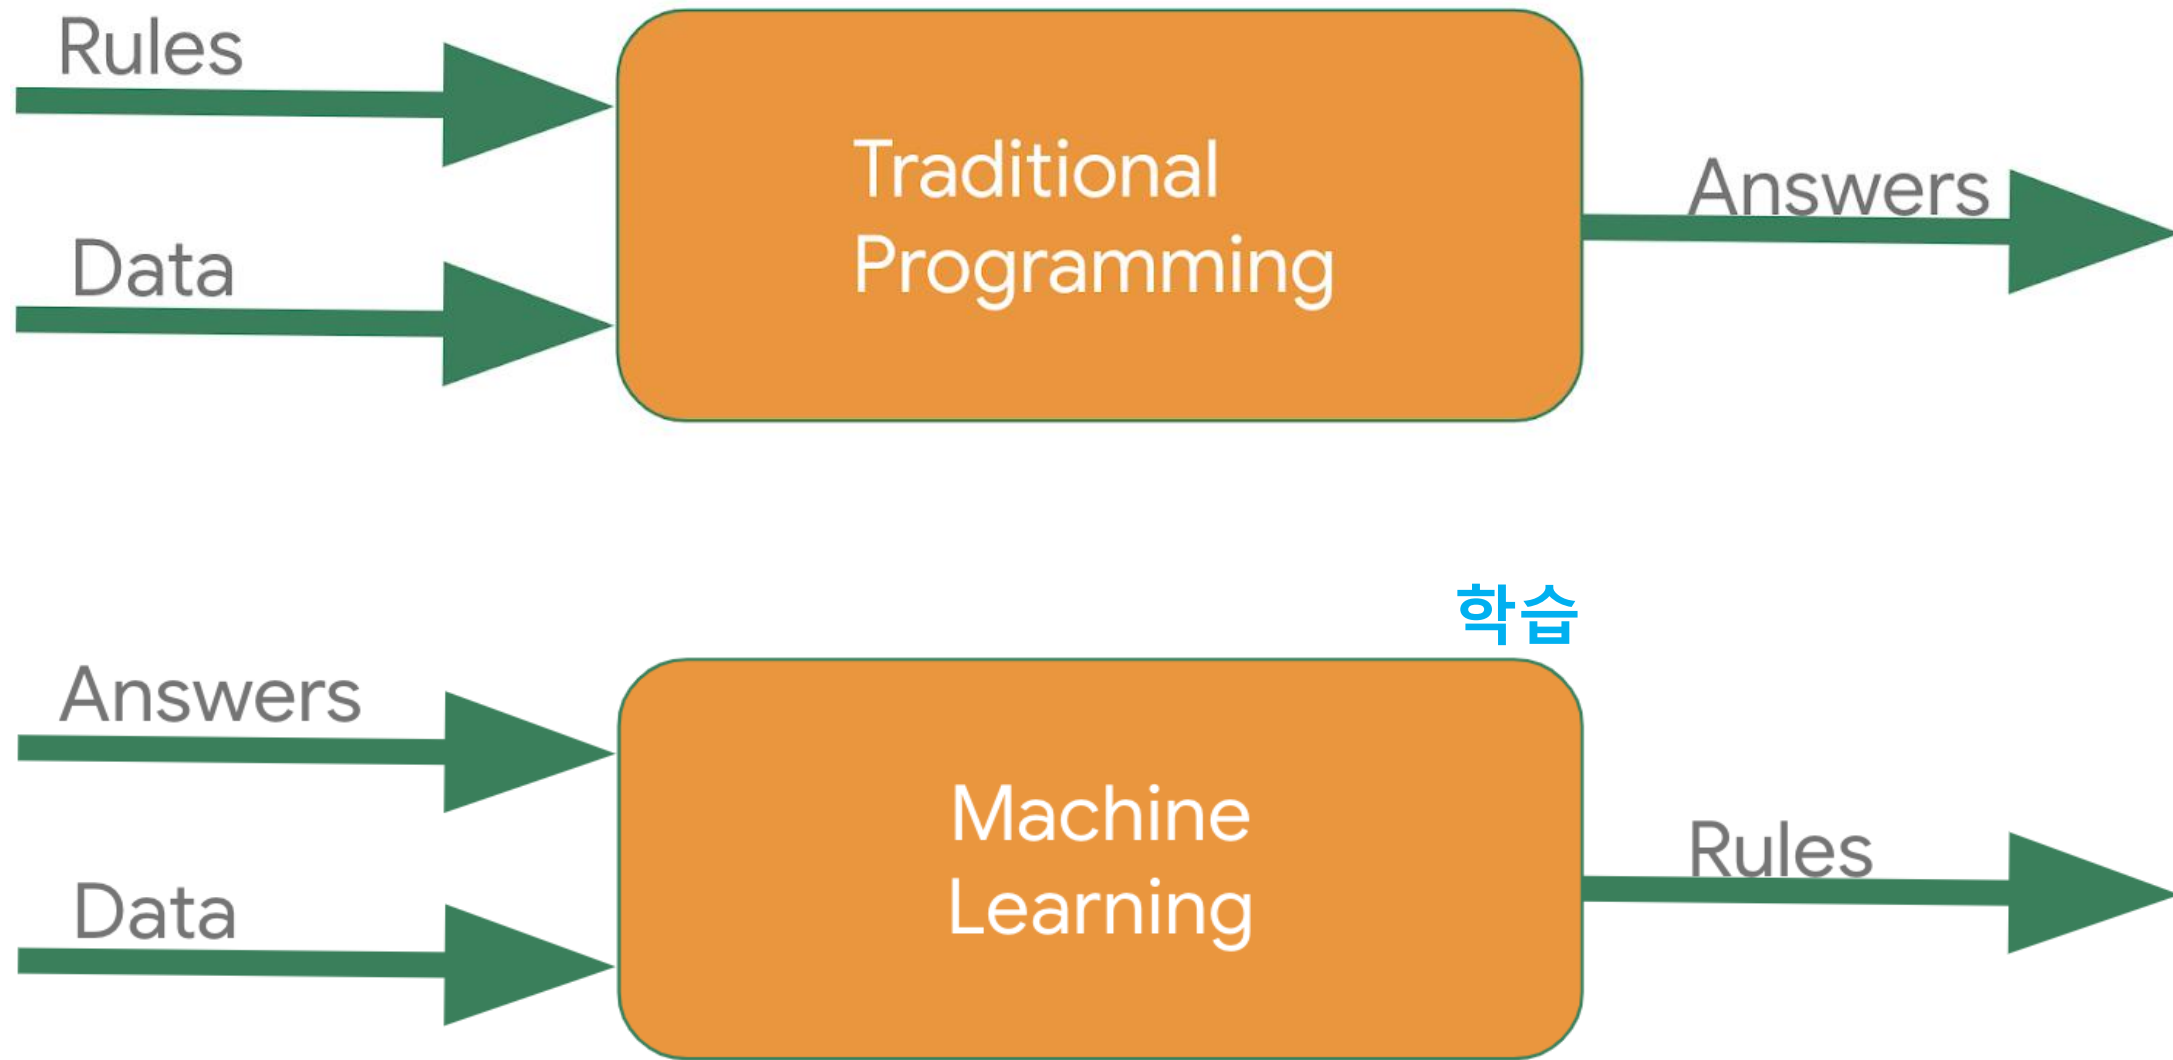 Rules
Data
Traditional
Programming
Answers
학습
Answers
Data
Machine
Learning
Rules